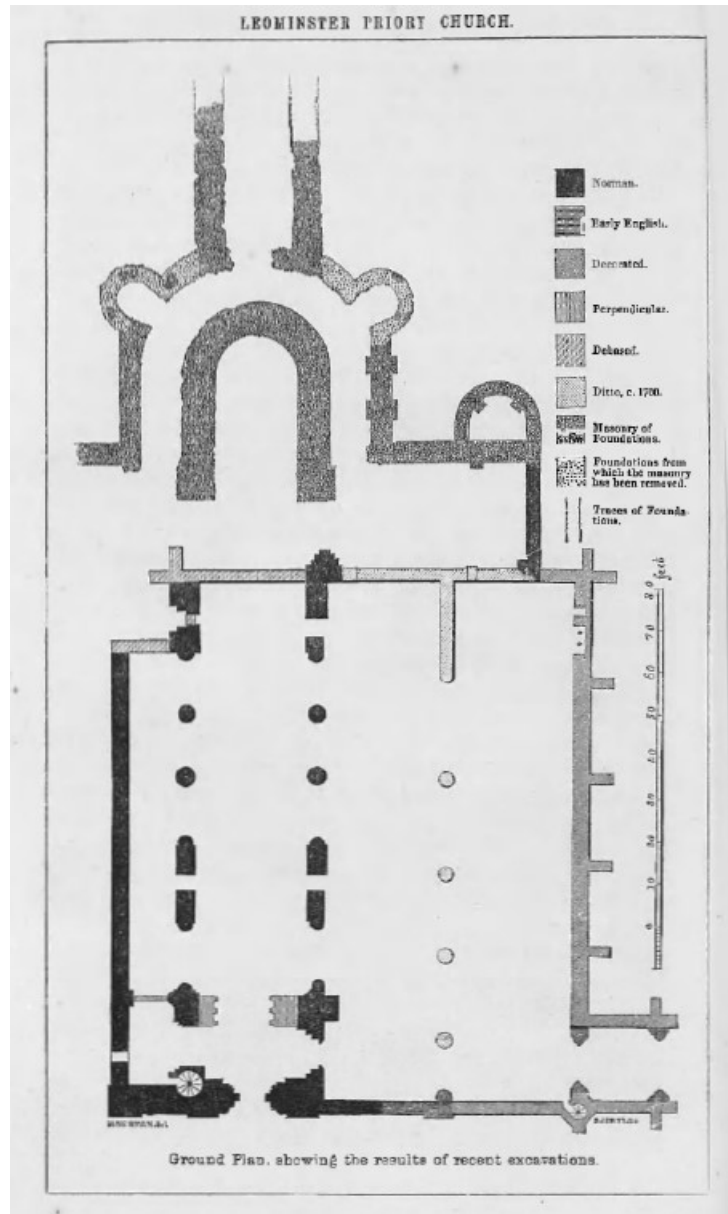 LEOMINSTER PRIORY CHURCH.
Norman.
Early English.
Decorated.
Perpendicular.
Debased.
Ditto, c. 1700.
Masonry of
Foundations.
Foundations from
which the masonry
has been removed.
Traces of Founda-
tions.
feet
80
70
60
50
40
30
20
10
0
Ground Plan, showing the results of recent excavations.